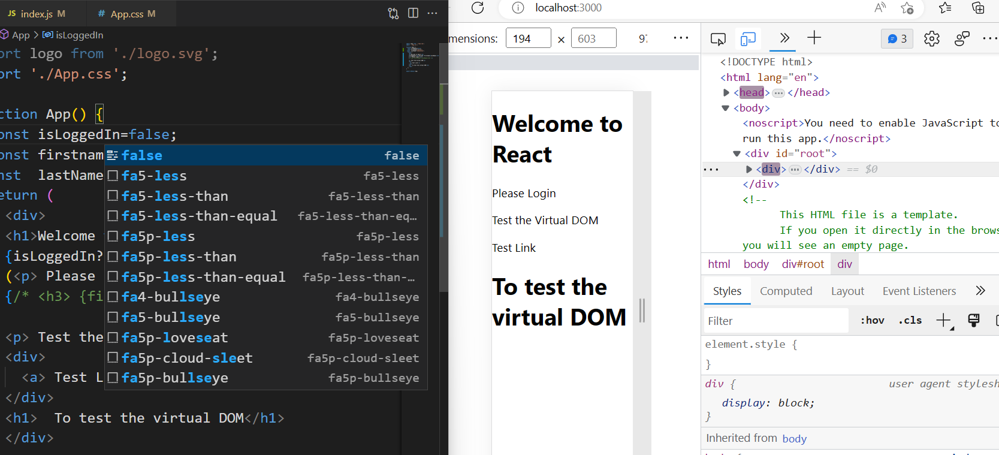 JS index.js M
# App.css M
App > isLoggedIn
ort logo from './logo.svg';
ort './App.css';
ction App() {
onst isLoggedIn=false;
onst firstnam
nst lastName
eturn (
<div>
<h1>Welcome
{isLoggedIn?
(<p> Please
{/* <h3> {fi
<p> Test the
<div>
<a> Test L
</div>
<h1> To test the virtual DOM</h1>
</div>
false false
fa5-less fa5-less
fa5-less-than fa5-less-than
fa5-less-than-equal fa5-less-than-eq…
fa5p-less fa5p-less
fa5p-less-than fa5p-less-than
fa5p-less-than-equal fa5p-less-than-…
fa4-bullseye fa4-bullseye
fa5-bullseye fa5-bullseye
fa5p-loveseat fa5p-loveseat
fa5p-cloud-sleet fa5p-cloud-sleet
fa5p-bullseye fa5p-bullseye
localhost:3000
mensions: 194 × 603 97
Welcome to
React
Please Login
Test the Virtual DOM
Test Link
To test the
virtual DOM
3
<!DOCTYPE html>
<html lang="en">
<head>…</head>
<body>
<noscript>You need to enable JavaScript to
run this app.</noscript>
<div id="root">
<div>…</div> == $0
</div>
<!--
This HTML file is a template.
If you open it directly in the brows
you will see an empty page.
html body div#root div
Styles Computed Layout Event Listeners
Filter :hov .cls
element.style {
}
div { user agent stylesh
display: block;
}
Inherited from body